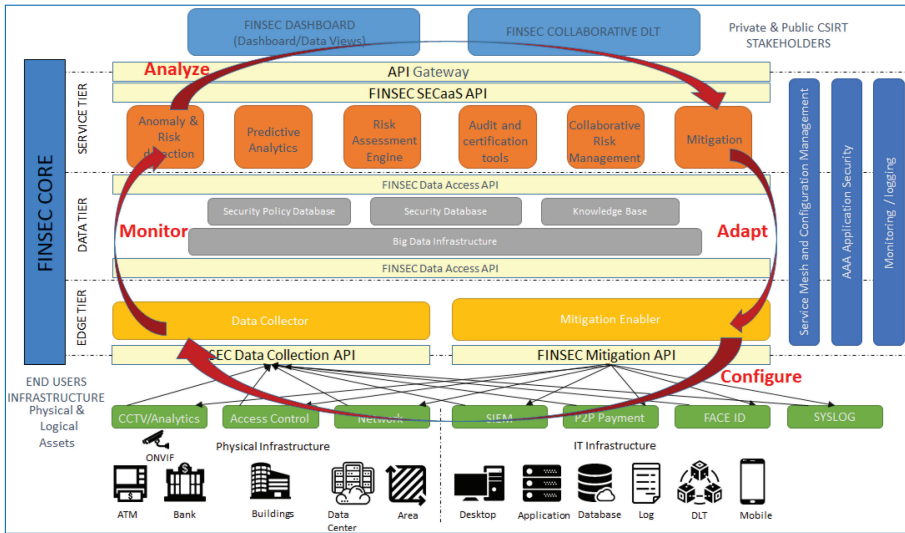 FINSEC DASHBOARD
(Dashboard/Data Views)
FINSEC COLLABORATIVE DLT
Private & Public CSIRT
STAKEHOLDERS
Analyze
API Gateway
FINSEC SECaaS API
FINSEC CORE
SERVICE TIER
Anomaly &
Risk
detection
Predictive
Analytics
Risk
Assessment
Engine
Audit and
certification
tools
Collaborative
Risk
Management
Mitigation
Service Mesh and Configuration Management
AAA Application Security
Monitoring / logging
FINSEC Data Access API
DATA TIER
Security Policy Database
Security Database
Knowledge Base
Monitor
Adapt
Big Data Infrastructure
FINSEC Data Access API
EDGE TIER
Data Collector
Mitigation Enabler
SEC Data Collection API
FINSEC Mitigation API
Configure
END USERS
INFRASTRUCTURE
Physical &
Logical
Assets
CCTV/Analytics
Access Control
Network
SIEM
P2P Payment
FACE ID
SYSLOG
ONVIF
Physical Infrastructure
IT Infrastructure
ATM
Bank
Buildings
Data
Center
Area
Desktop
Application
Database
Log
DLT
Mobile